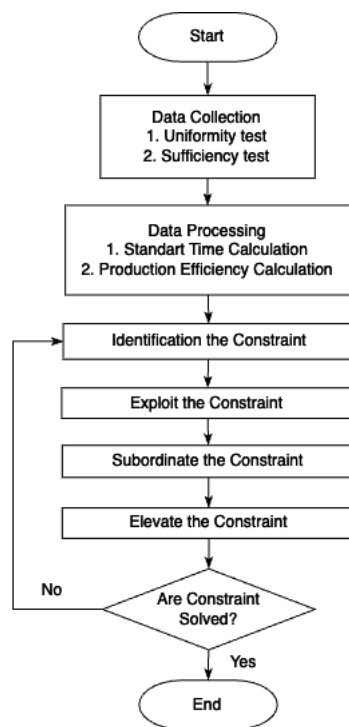 Start
Data Collection
1. Uniformity test
2. Sufficiency test
Data Processing
1. Standart Time Calculation
2. Production Efficiency Calculation
Identification the Constraint
Exploit the Constraint
Subordinate the Constraint
Elevate the Constraint
No
Are Constraint
Solved?
Yes
End